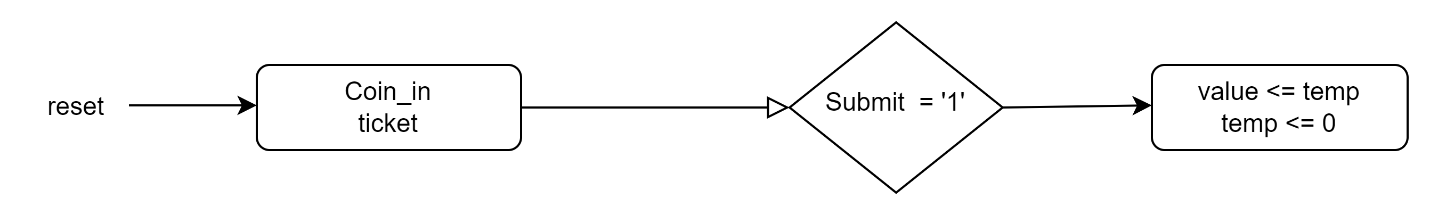 reset
Coin_in
ticket
Submit = '1'
value <= temp
temp <= 0